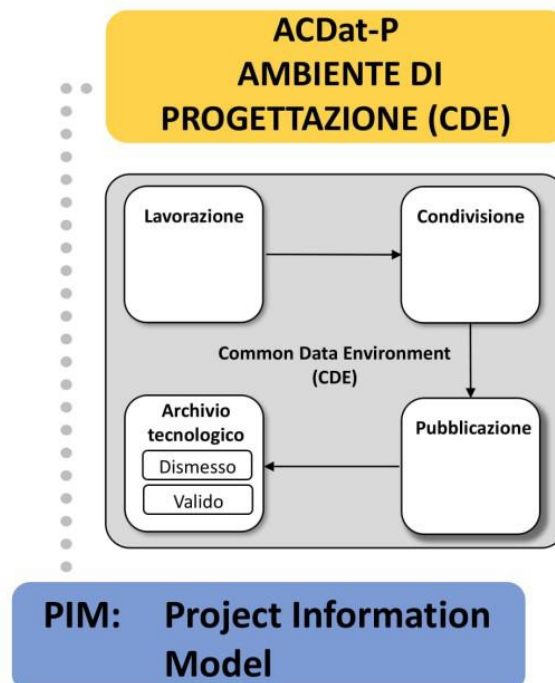 ACDat-P
AMBIENTE DI
PROGETTAZIONE (CDE)
Lavorazione
Condivisione
Common Data Environment
(CDE)
Archivio
tecnologico
Dismesso
Valido
Pubblicazione
PIM: Project Information
Model